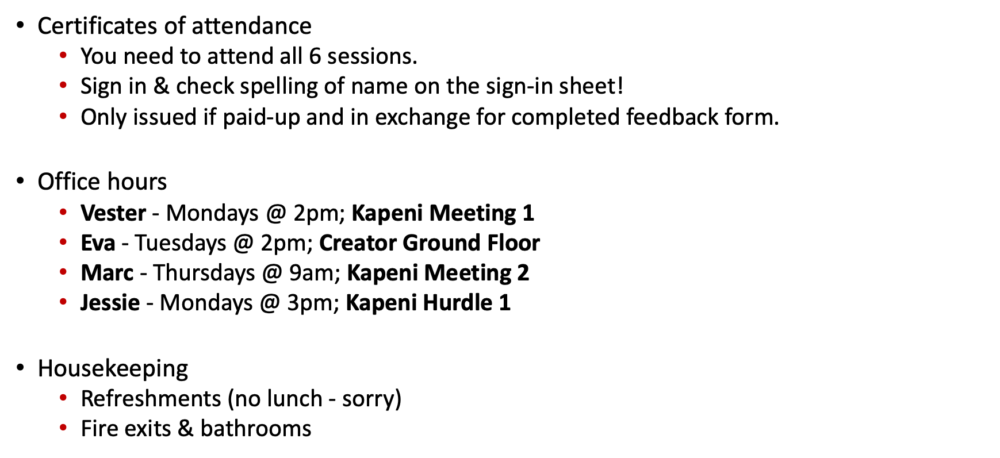 • Certificates of attendance
• You need to attend all 6 sessions.
• Sign in & check spelling of name on the sign-in sheet!
• Only issued if paid-up and in exchange for completed feedback form.
• Office hours
• Vester - Mondays @ 2pm; Kapeni Meeting 1
• Eva - Tuesdays @ 2pm; Creator Ground Floor
• Marc - Thursdays @ 9am; Kapeni Meeting 2
• Jessie - Mondays @ 3pm; Kapeni Hurdle 1
• Housekeeping
• Refreshments (no lunch - sorry)
• Fire exits & bathrooms